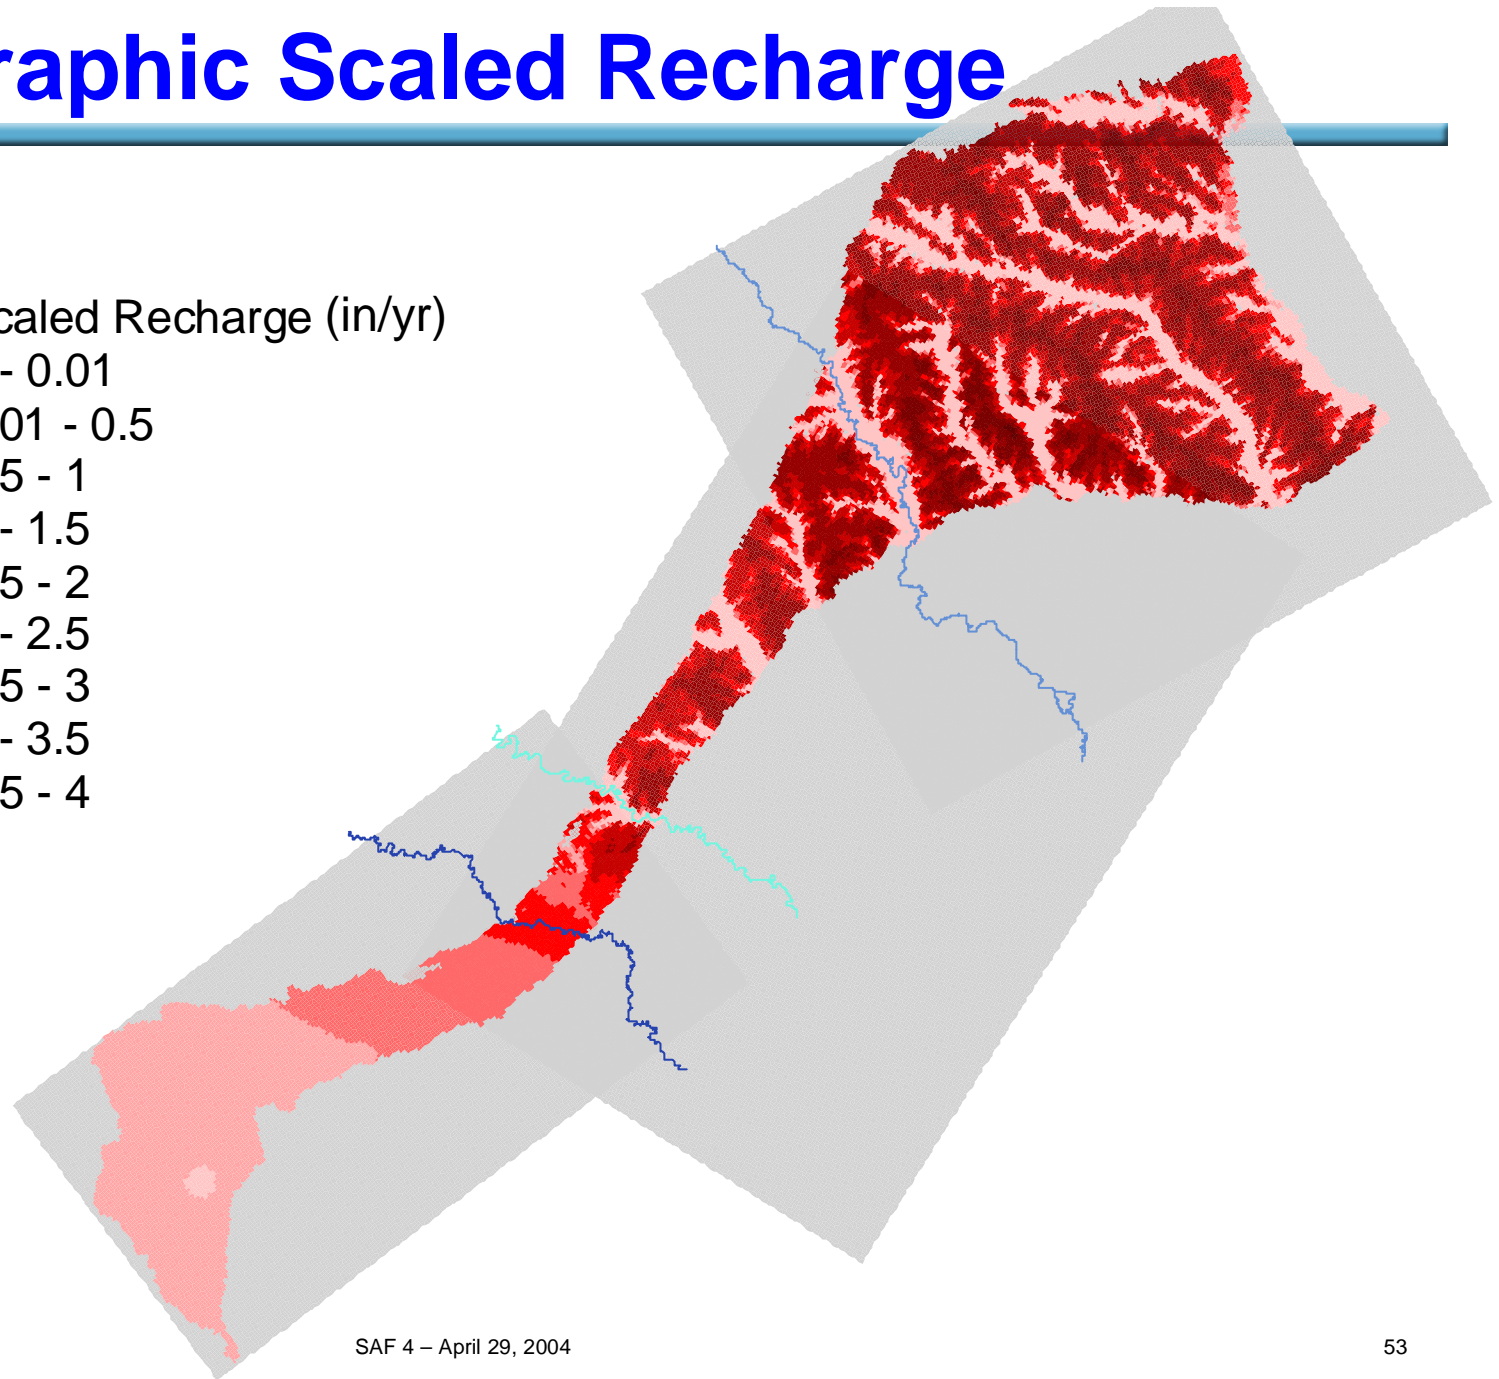 raphic Scaled Recharge
caled Recharge (in/yr)
- 0.01
01 - 0.5
5 - 1
- 1.5
5 - 2
- 2.5
5 - 3
- 3.5
5 - 4
SAF 4 – April 29, 2004
53